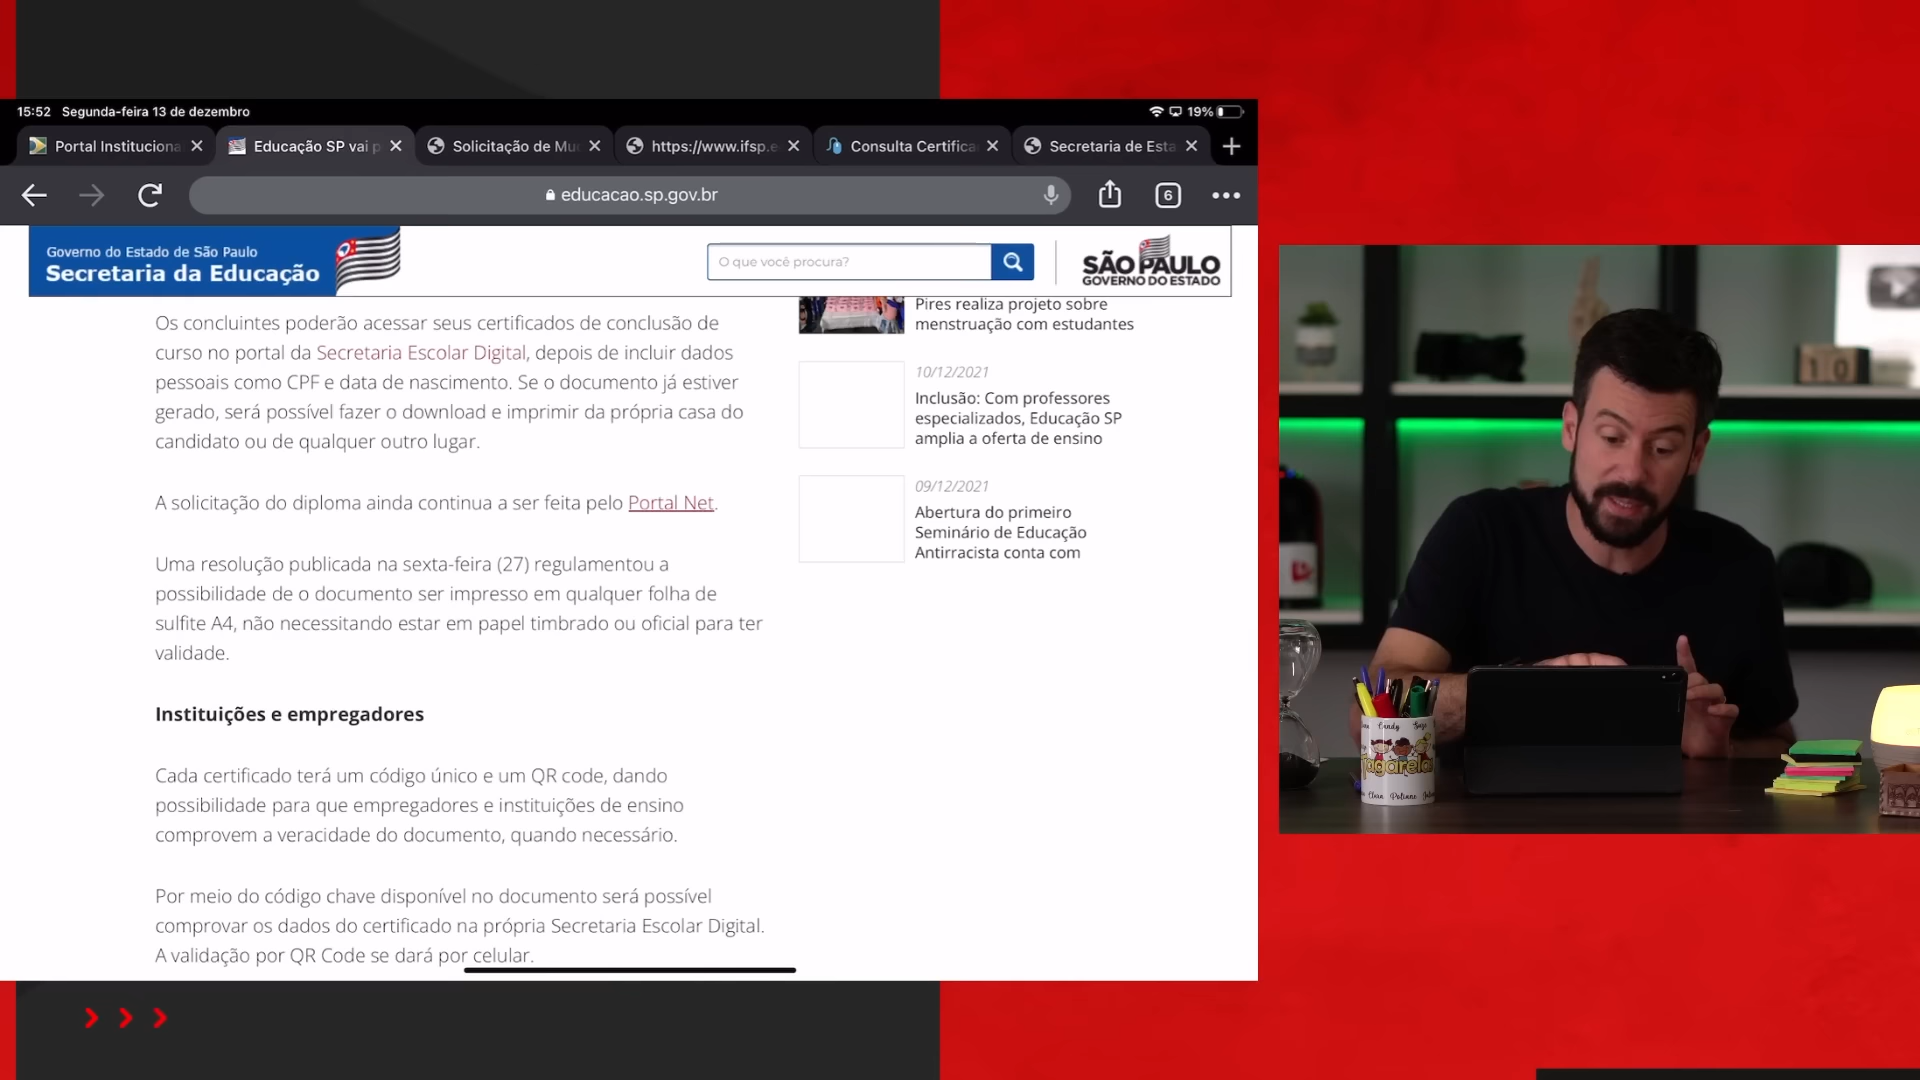 15:52 Segunda-feira 13 de dezembro
19%
Portal Instituciona
Educação SP vai p
Solicitação de Mu
https://www.ifsp.e
Consulta Certifica
Secretaria de Esta
educacao.sp.gov.br
6
Governo do Estado de São Paulo
Secretaria da Educação
O que você procura?
SÃO PAULO
GOVERNO DO ESTADO
Os concluintes poderão acessar seus certificados de conclusão de
curso no portal da Secretaria Escolar Digital, depois de incluir dados
pessoais como CPF e data de nascimento. Se o documento já estiver
gerado, será possível fazer o download e imprimir da própria casa do
candidato ou de qualquer outro lugar.
A solicitação do diploma ainda continua a ser feita pelo Portal Net.
Uma resolução publicada na sexta-feira (27) regulamentou a
possibilidade de o documento ser impresso em qualquer folha de
sulfite A4, não necessitando estar em papel timbrado ou oficial para ter
validade.
Instituições e empregadores
Cada certificado terá um código único e um QR code, dando
possibilidade para que empregadores e instituições de ensino
comprovem a veracidade do documento, quando necessário.
Por meio do código chave disponível no documento será possível
comprovar os dados do certificado na própria Secretaria Escolar Digital.
A validação por QR Code se dará por celular.
Pires realiza projeto sobre
menstruação com estudantes
10/12/2021
Inclusão: Com professores
especializados, Educação SP
amplia a oferta de ensino
09/12/2021
Abertura do primeiro
Seminário de Educação
Antirracista conta com
10
Candy
agarela